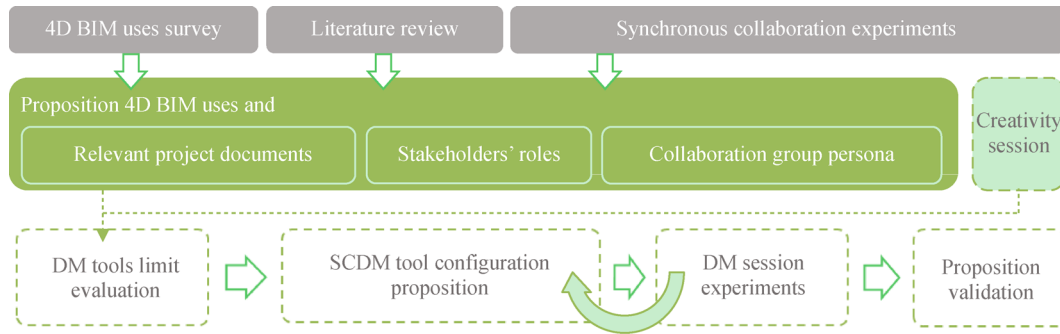 4D BIM uses survey
Literature review
Synchronous collaboration experiments
Proposition 4D BIM uses and
Relevant project documents
Stakeholders' roles
Collaboration group persona
Creativity
session
DM tools limit
evaluation
SCDM tool configuration
proposition
DM session
experiments
Proposition
validation